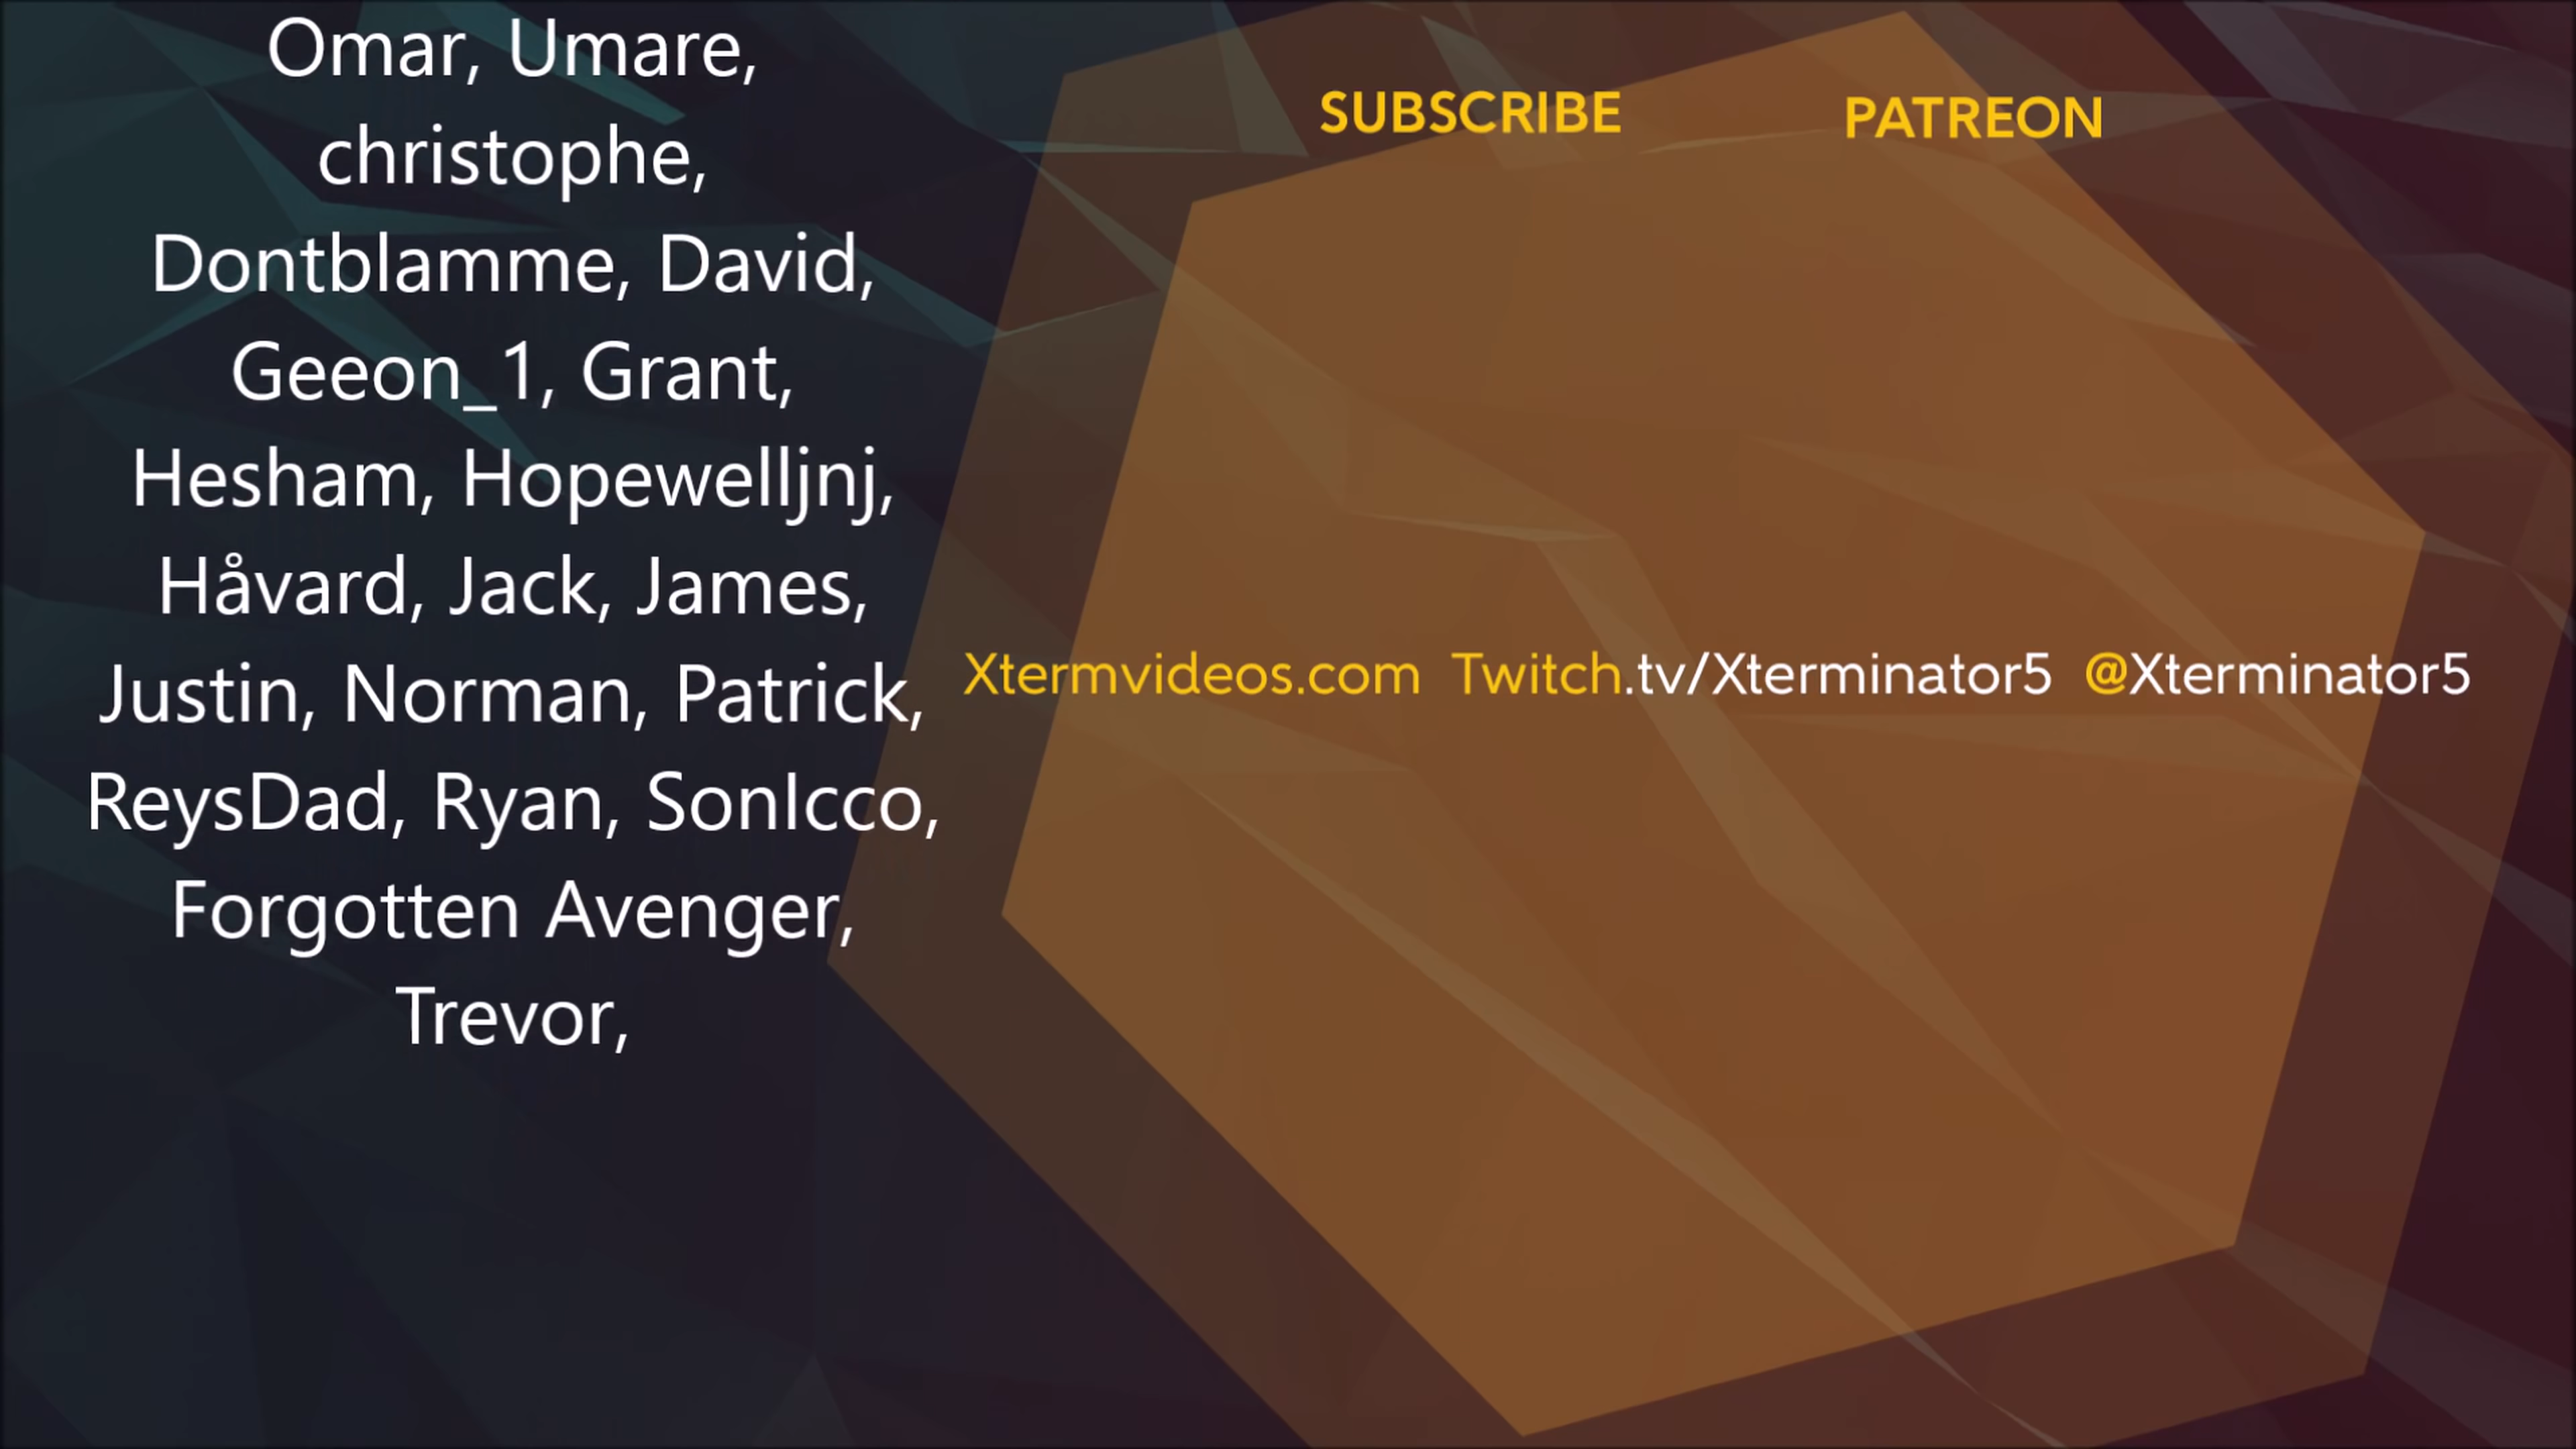 Omar, Umare,
christophe,
Dontblamme, David,
Geeon_1, Grant,
Hesham, Hopewelljnj,
Håvard, Jack, James,
Justin, Norman, Patrick,
ReysDad, Ryan, SonIcco,
Forgotten Avenger,
Trevor,
SUBSCRIBE
PATREON
Xtermvideos.com Twitch.tv/Xterminator5 @Xterminator5